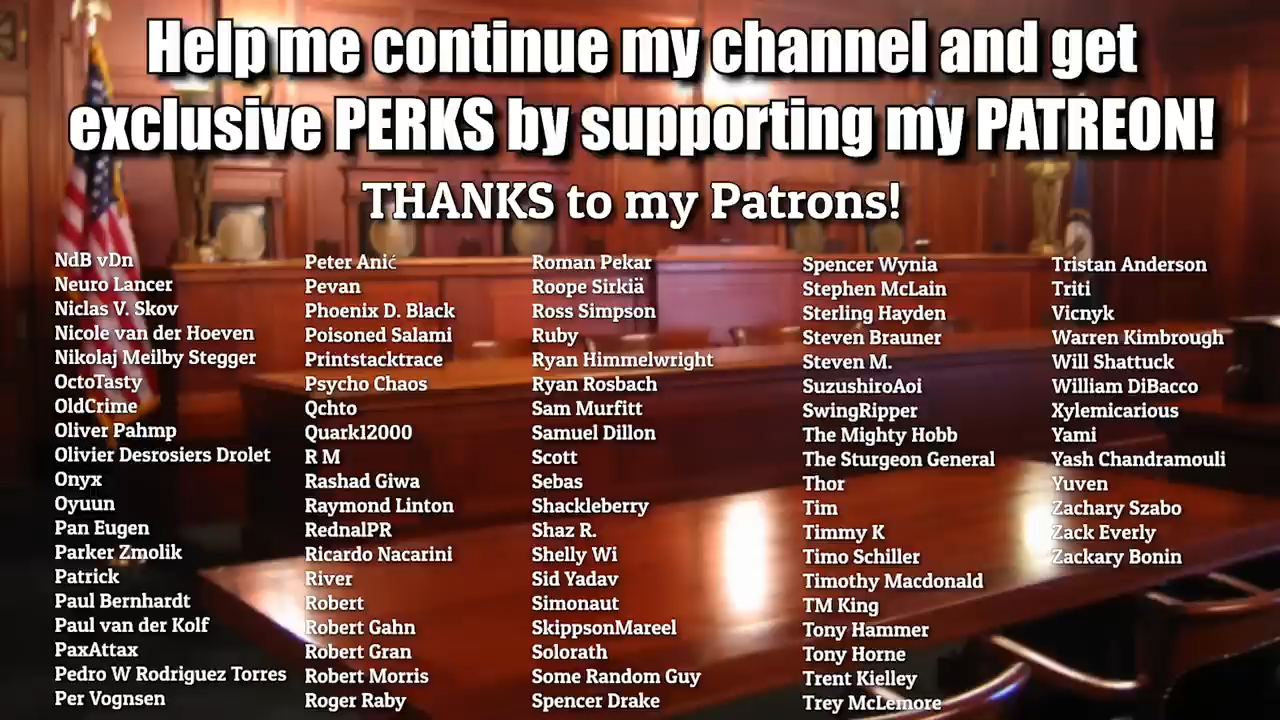 Help me continue my channel and get
exclusive PERKS by supporting my PATREON!
THANKS to my Patrons!
NdB vDn
Neuro Lancer
Niclas V. Skov
Nicole van der Hoeven
Nikolaj Meilby Stegger
OctoTasty
OldCrime
Oliver Pahmp
Olivier Desrosiers Drolet
Onyx
Oyuun
Pan Eugen
Parker Zmolik
Patrick
Paul Bernhardt
Paul van der Kolf
PaxAttax
Pedro W Rodriguez Torres
Per Vognsen
Peter Anić
Pevan
Phoenix D. Black
Poisoned Salami
Printstacktrace
Psycho Chaos
Qchto
Quark12000
R M
Rashad Giwa
Raymond Linton
RednalPR
Ricardo Nacarini
River
Robert
Robert Gahn
Robert Gran
Robert Morris
Roger Raby
Roman Pekar
Roope Sirkiä
Ross Simpson
Ruby
Ryan Himmelwright
Ryan Rosbach
Sam Murfitt
Samuel Dillon
Scott
Sebas
Shackleberry
Shaz R.
Shelly Wi
Sid Yadav
Simonaut
SkippsonMareel
Solorath
Some Random Guy
Spencer Drake
Spencer Wynia
Stephen McLain
Sterling Hayden
Steven Brauner
Steven M.
SuzushiroAoi
SwingRipper
The Mighty Hobb
The Sturgeon General
Thor
Tim
Timmy K
Timo Schiller
Timothy Macdonald
TM King
Tony Hammer
Tony Horne
Trent Kielley
Trey McLemore
Tristan Anderson
Triti
Vicnyk
Warren Kimbrough
Will Shattuck
William DiBacco
Xylemicarious
Yami
Yash Chandramouli
Yuven
Zachary Szabo
Zack Everly
Zackary Bonin